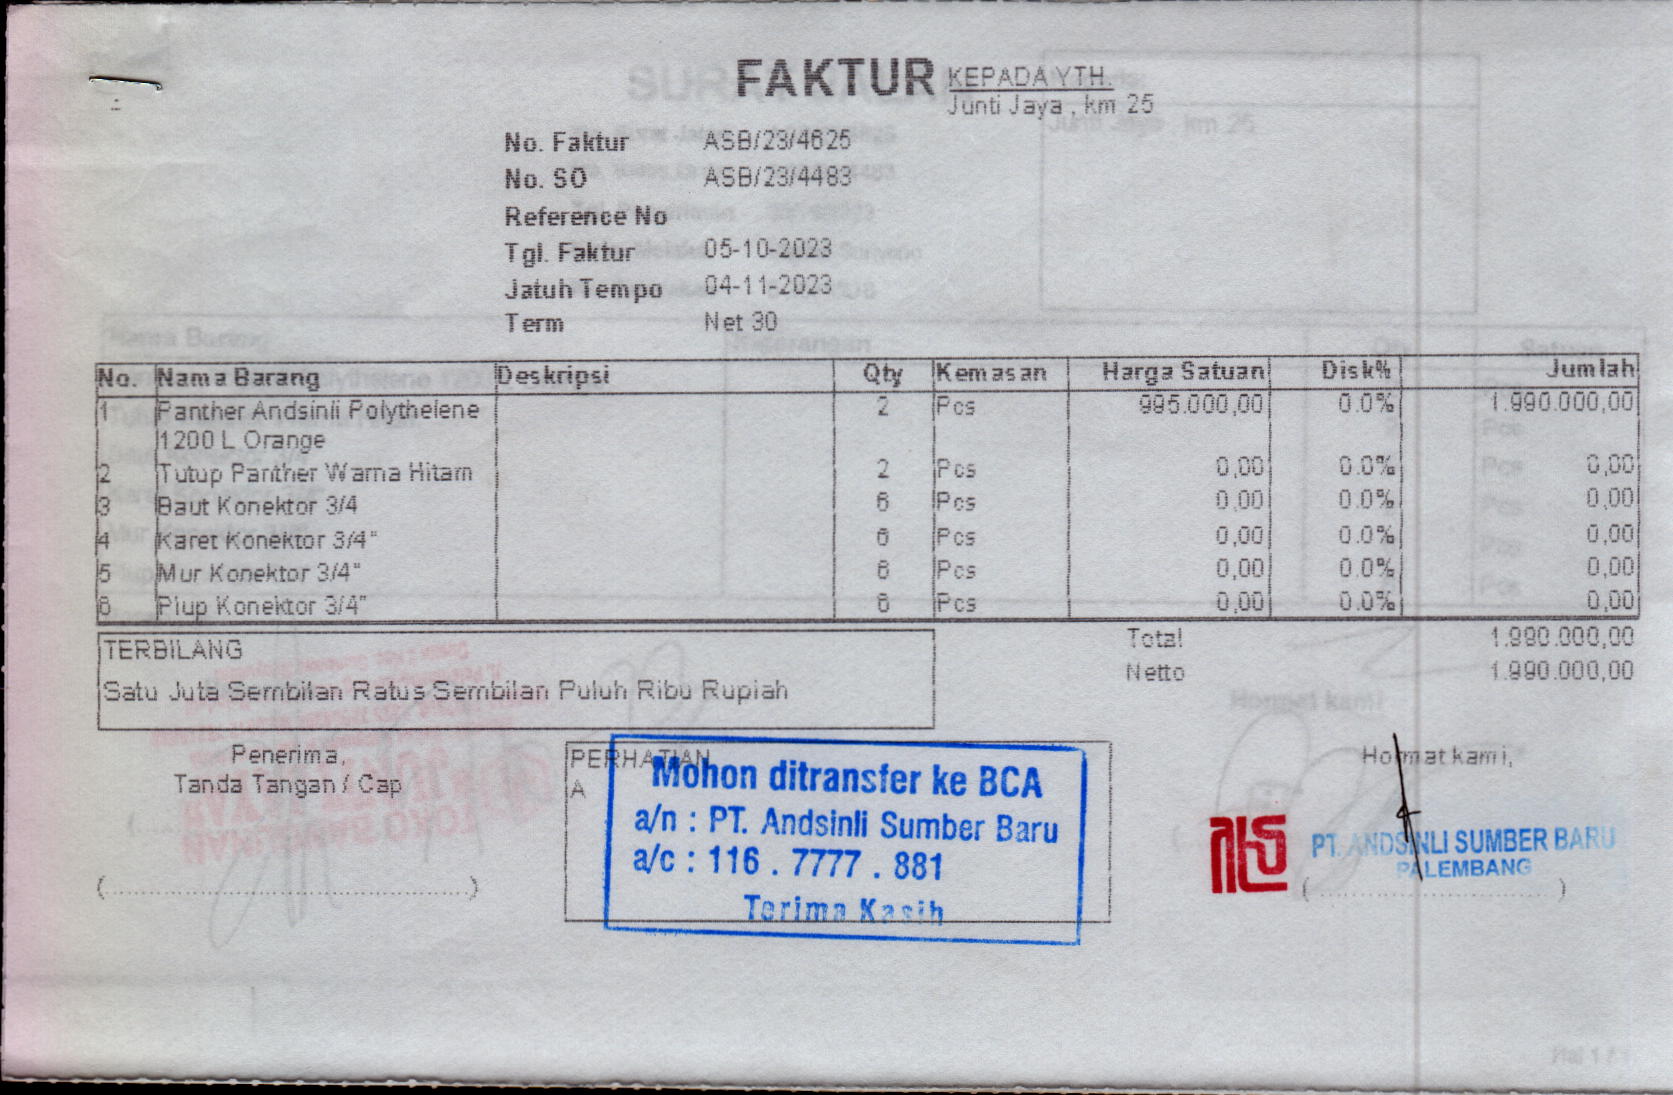 FAKTUR
KEPADA YTH.
Junti Jaya , km 25
No. Faktur ASB/23/4625
No. SO ASB/23/4483
Reference No
Tgl. Faktur 05-10-2023
Jatuh Tempo 04-11-2023
Term Net 30
No. Nama Barang Deskripsi Qty Kemasan Harga Satuan Disk% Jumlah
1 Panther Andsinli Polythelene 2 Pcs 995.000,00 0.0% 1.990.000,00
1200 L Orange
2 Tutup Panther Warna Hitam 2 Pcs 0,00 0.0% 0,00
3 Baut Konektor 3/4 6 Pcs 0,00 0.0% 0,00
4 Karet Konektor 3/4" 6 Pcs 0,00 0.0% 0,00
5 Mur Konektor 3/4" 6 Pcs 0,00 0.0% 0,00
6 Plup Konektor 3/4" 6 Pcs 0,00 0.0% 0,00
Total 1.990.000,00
Netto 1.990.000,00
TERBILANG
Satu Juta Sembilan Ratus Sembilan Puluh Ribu Rupiah
Penerima,
Tanda Tangan / Cap
(..............................)
PERHATIAN
A
Mohon ditransfer ke BCA
a/n : PT. Andsinli Sumber Baru
a/c : 116 . 7777 . 881
Terima Kasih
Hormat kami,
PT. ANDSINLI SUMBER BARU
PALEMBANG
(..............................)